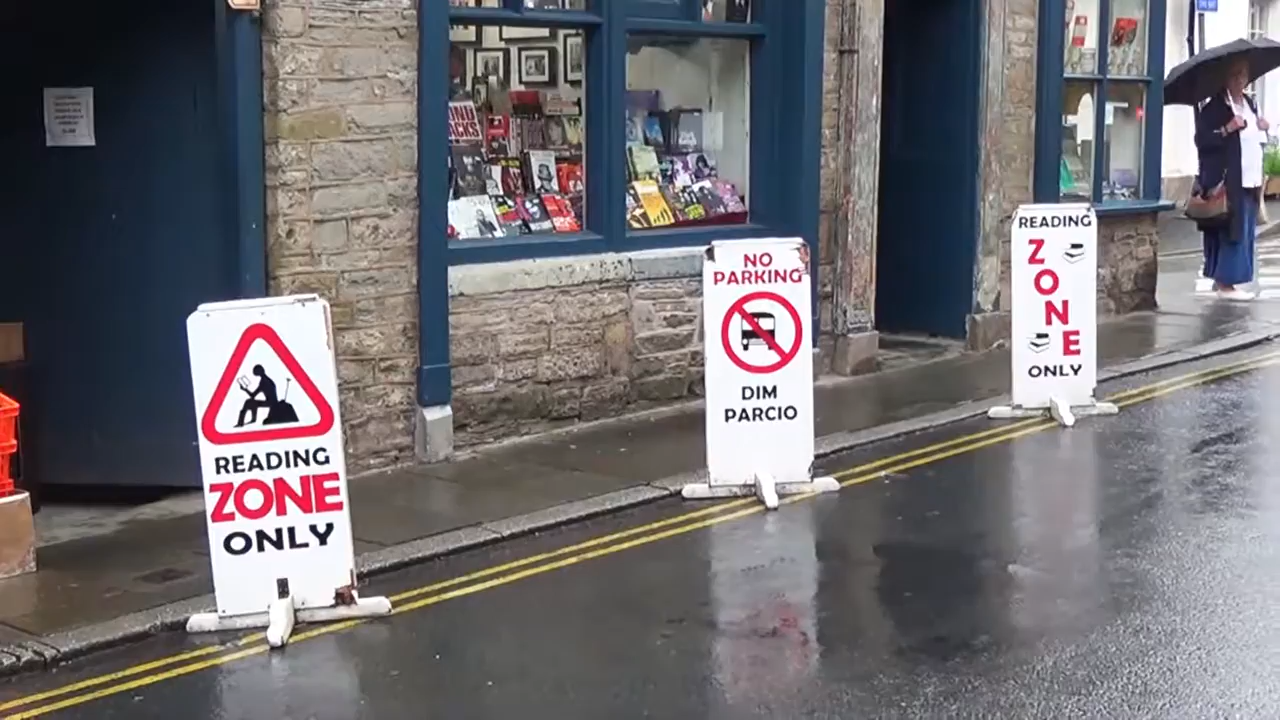 READING
ZONE
ONLY
NO
PARKING
DIM
PARCIO
READING
ZONE
ONLY